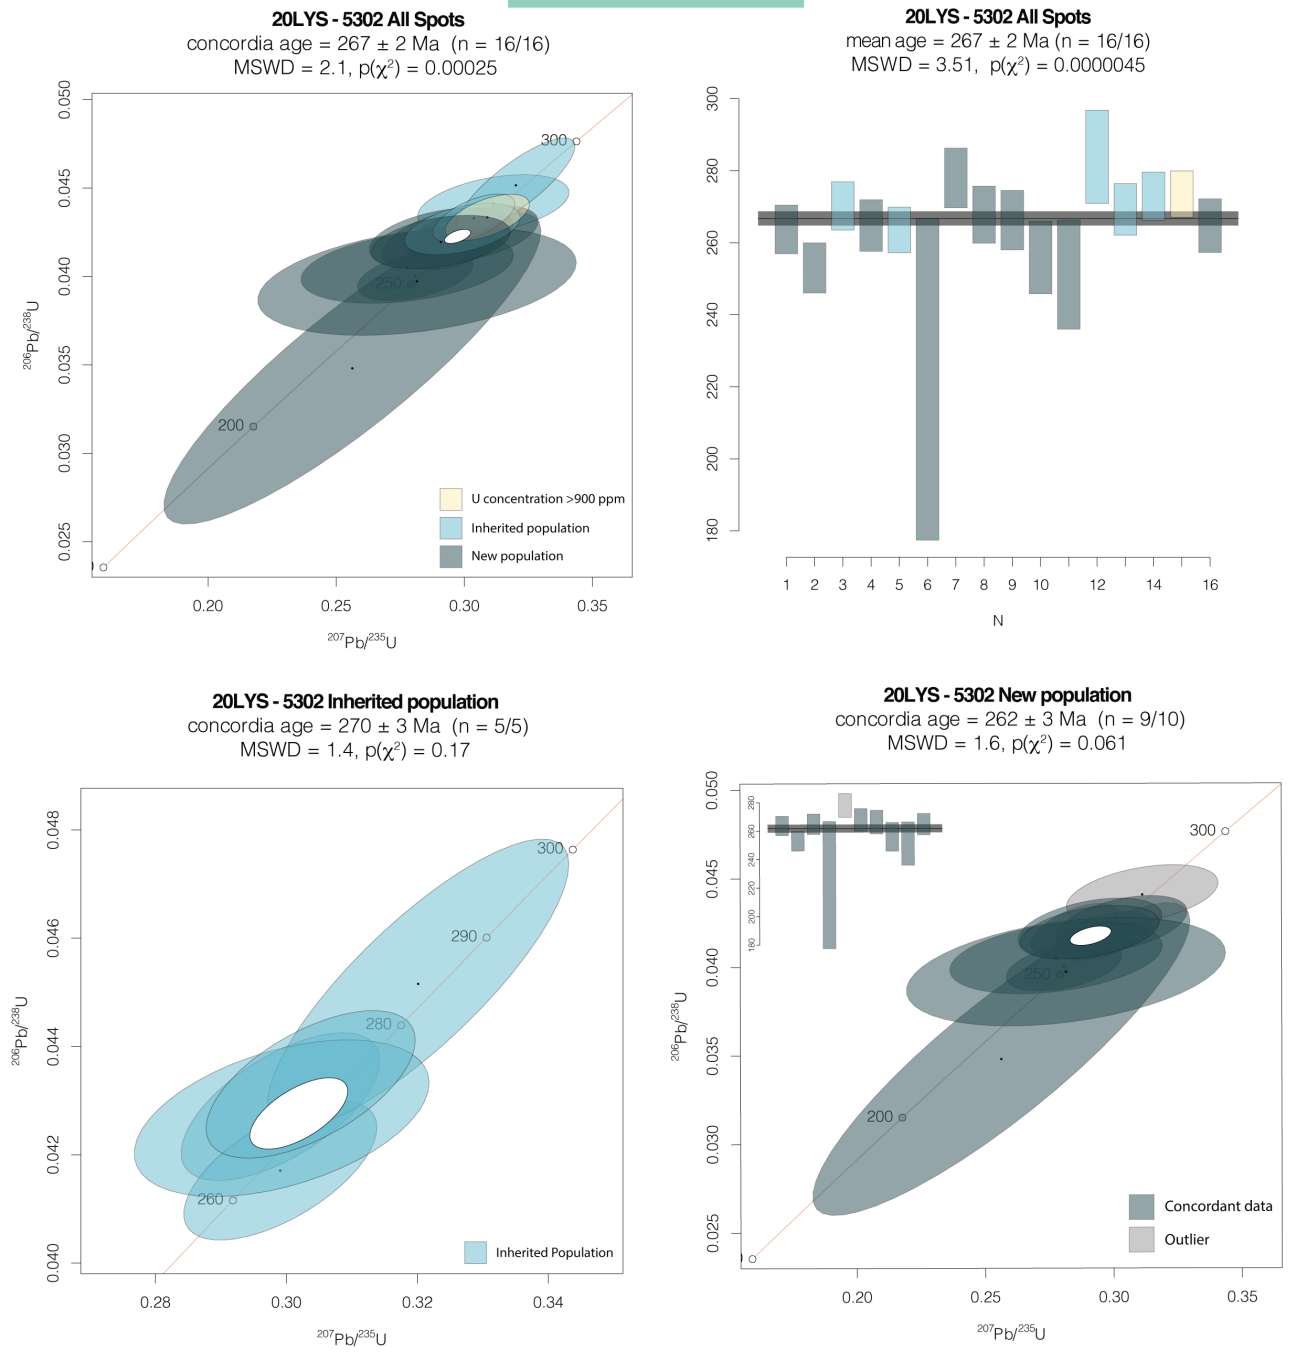 20LYS - 5302 All Spots
concordia age = 267 ± 2 Ma (n = 16/16)
MSWD = 2.1, p(χ²) = 0.00025
0.050
0.045
0.040
0.035
0.030
0.025
²⁰⁶Pb/²³⁸U
300
250
200
U concentration >900 ppm
Inherited population
New population
0.20
0.25
0.30
0.35
²⁰⁷Pb/²³⁵U
20LYS - 5302 All Spots
mean age = 267 ± 2 Ma (n = 16/16)
MSWD = 3.51, p(χ²) = 0.0000045
300
280
260
240
220
200
180
1
2
3
4
5
6
7
8
9
10
12
14
16
N
20LYS - 5302 Inherited population
concordia age = 270 ± 3 Ma (n = 5/5)
MSWD = 1.4, p(χ²) = 0.17
0.048
0.046
0.044
0.042
0.040
²⁰⁶Pb/²³⁸U
300
290
280
260
Inherited Population
0.28
0.30
0.32
0.34
²⁰⁷Pb/²³⁵U
20LYS - 5302 New population
concordia age = 262 ± 3 Ma (n = 9/10)
MSWD = 1.6, p(χ²) = 0.061
0.050
0.045
0.040
0.035
0.030
0.025
²⁰⁶Pb/²³⁸U
280
260
240
220
200
180
300
250
200
Concordant data
Outlier
0.20
0.25
0.30
0.35
²⁰⁷Pb/²³⁵U